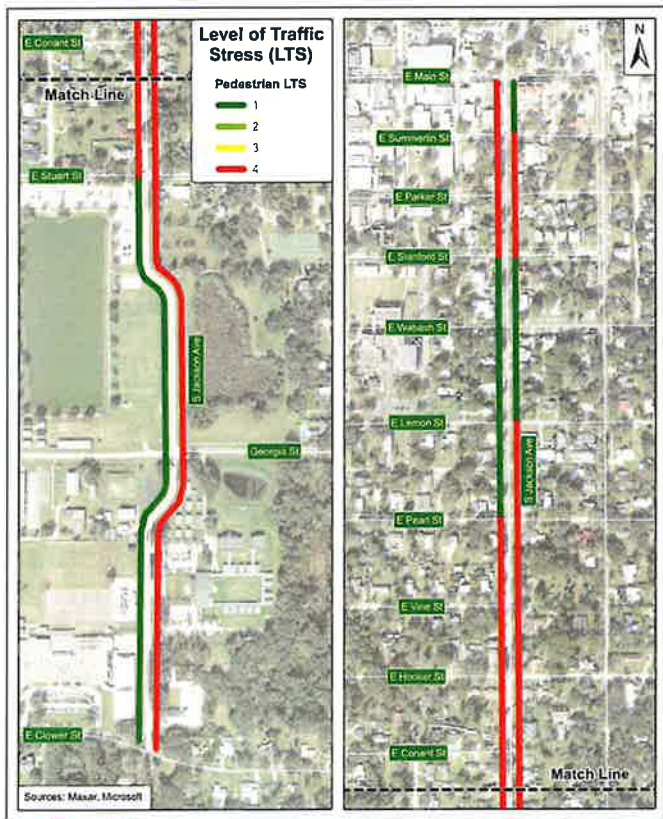 E Conant St
Match Line
E Stuart St
S Jackson Ave
Georgia St
E Clower St
Sources: Maxar, Microsoft
Level of Traffic
Stress (LTS)
Pedestrian LTS
1
2
3
4
N
E Main St
E Summerlin St
E Parker St
E Stanford St
E Wabash St
E Lemon St
S Jackson Ave
E Pearl St
E Vine St
E Hooker St
E Conant St
Match Line